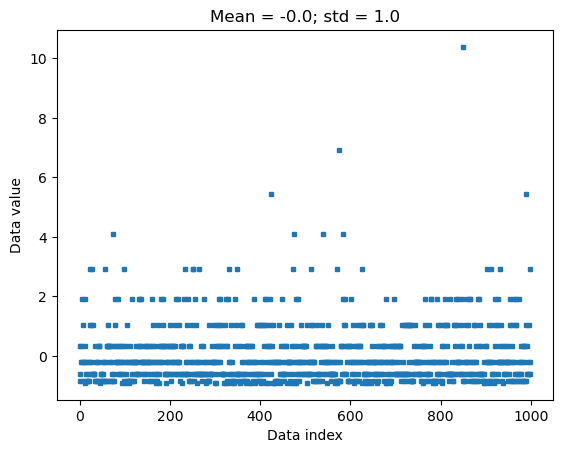 Mean = -0.0; std = 1.0
10
8
6
4
2
0
Data value
0 200 400 600 800 1000
Data index